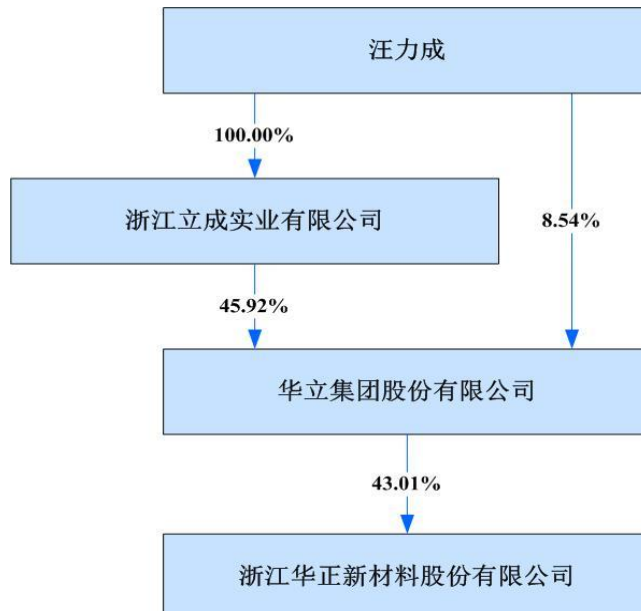 汪力成
100.00%
浙江立成实业有限公司
8.54%
45.92%
华立集团股份有限公司
43.01%
浙江华正新材料股份有限公司